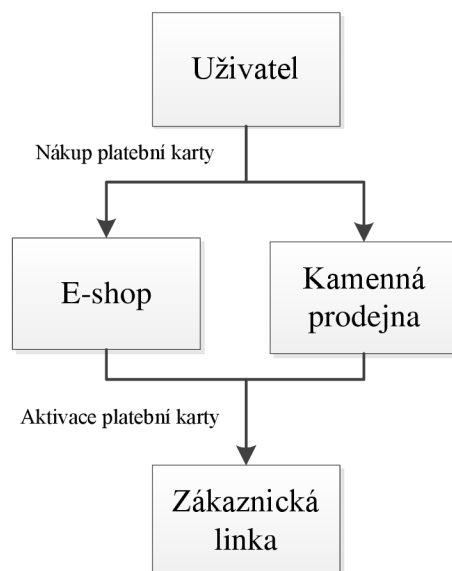 Uživatel
Nákup platební karty
E-shop
Kamenná
prodejna
Aktivace platební karty
Zákaznická
linka